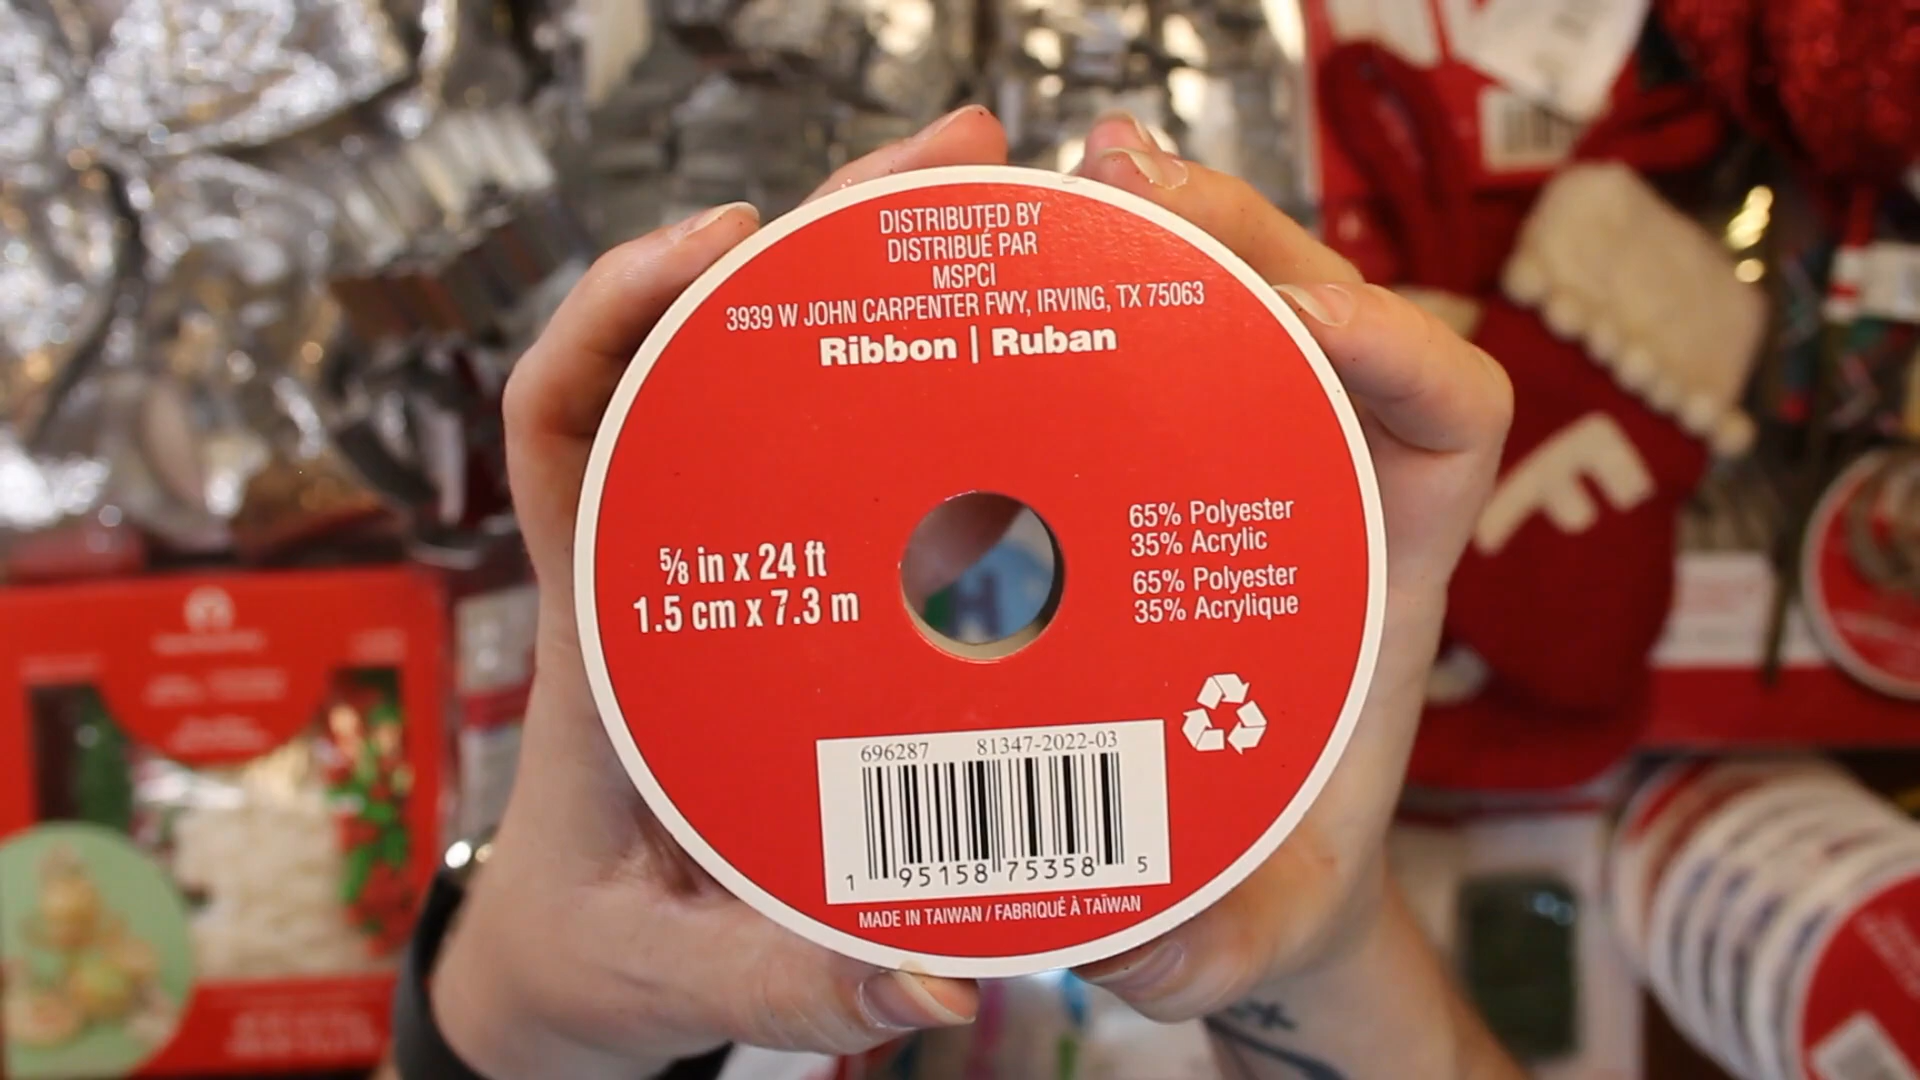 DISTRIBUTED BY
DISTRIBUÉ PAR
MSPCI
3939 W JOHN CARPENTER FWY, IRVING, TX 75063
Ribbon | Ruban
⅝ in x 24 ft
1.5 cm x 7.3 m
65% Polyester
35% Acrylic
65% Polyester
35% Acrylique
696287 81347-2022-03
1 95158 75358 5
MADE IN TAIWAN / FABRIQUÉ À TAÏWAN
F
H